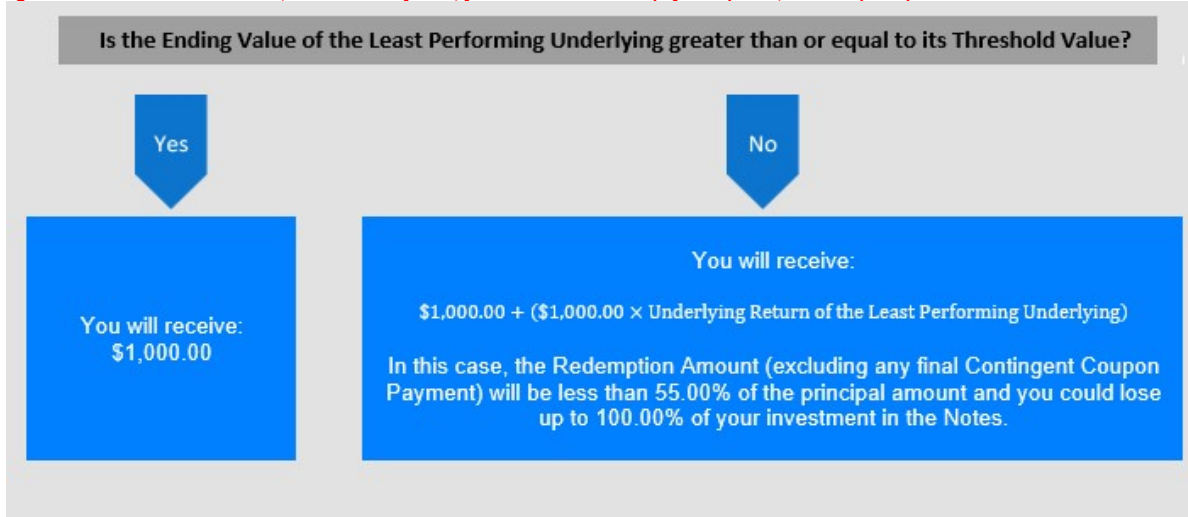 Is the Ending Value of the Least Performing Underlying greater than or equal to its Threshold Value?
Yes
No
You will receive:
$1,000.00
You will receive:
$1,000.00 + ($1,000.00 × Underlying Return of the Least Performing Underlying)
In this case, the Redemption Amount (excluding any final Contingent Coupon
Payment) will be less than 55.00% of the principal amount and you could lose
up to 100.00% of your investment in the Notes.